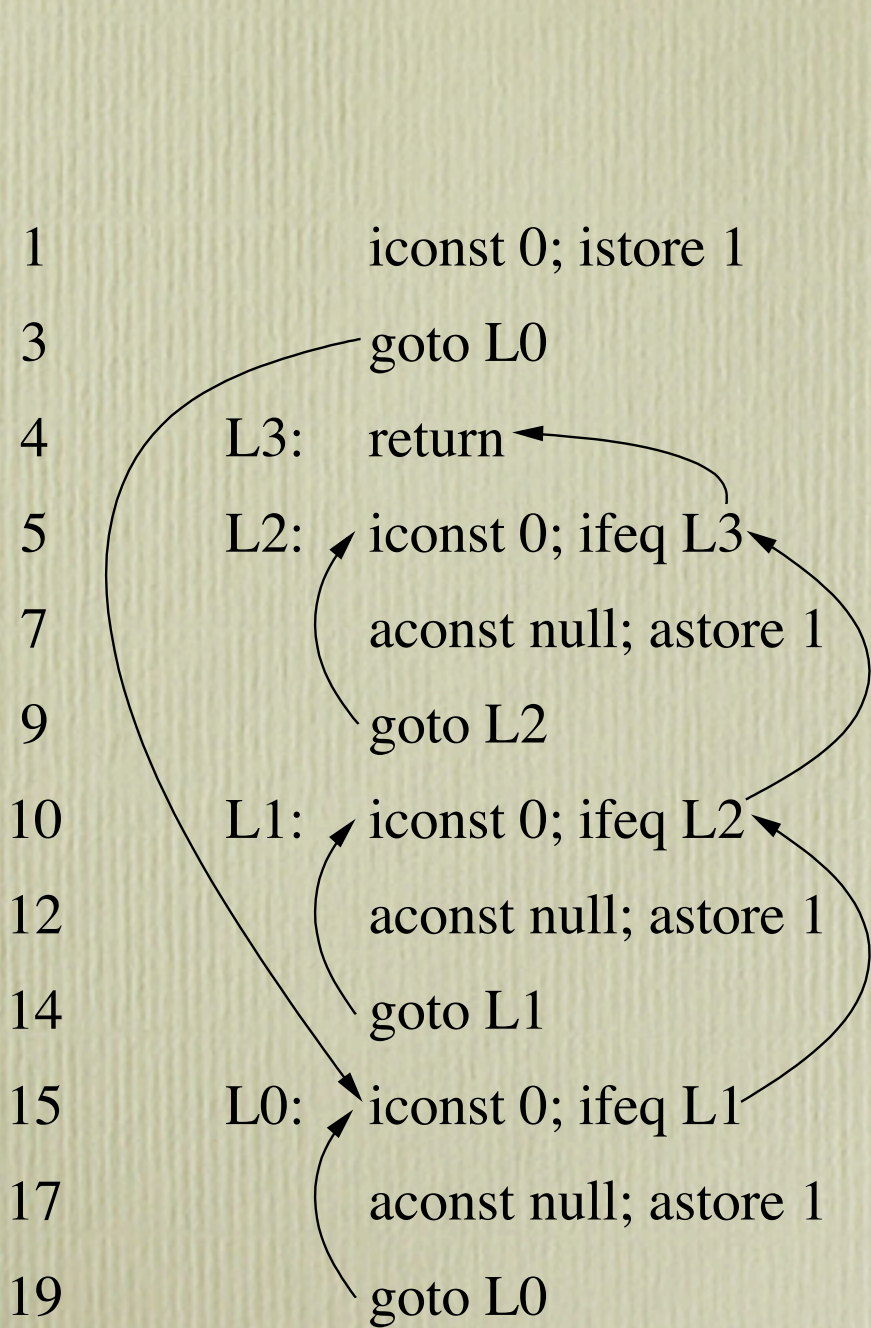 1 iconst 0; istore 1
3 goto L0
4 L3: return
5 L2: iconst 0; ifeq L3
7 aconst null; astore 1
9 goto L2
10 L1: iconst 0; ifeq L2
12 aconst null; astore 1
14 goto L1
15 L0: iconst 0; ifeq L1
17 aconst null; astore 1
19 goto L0